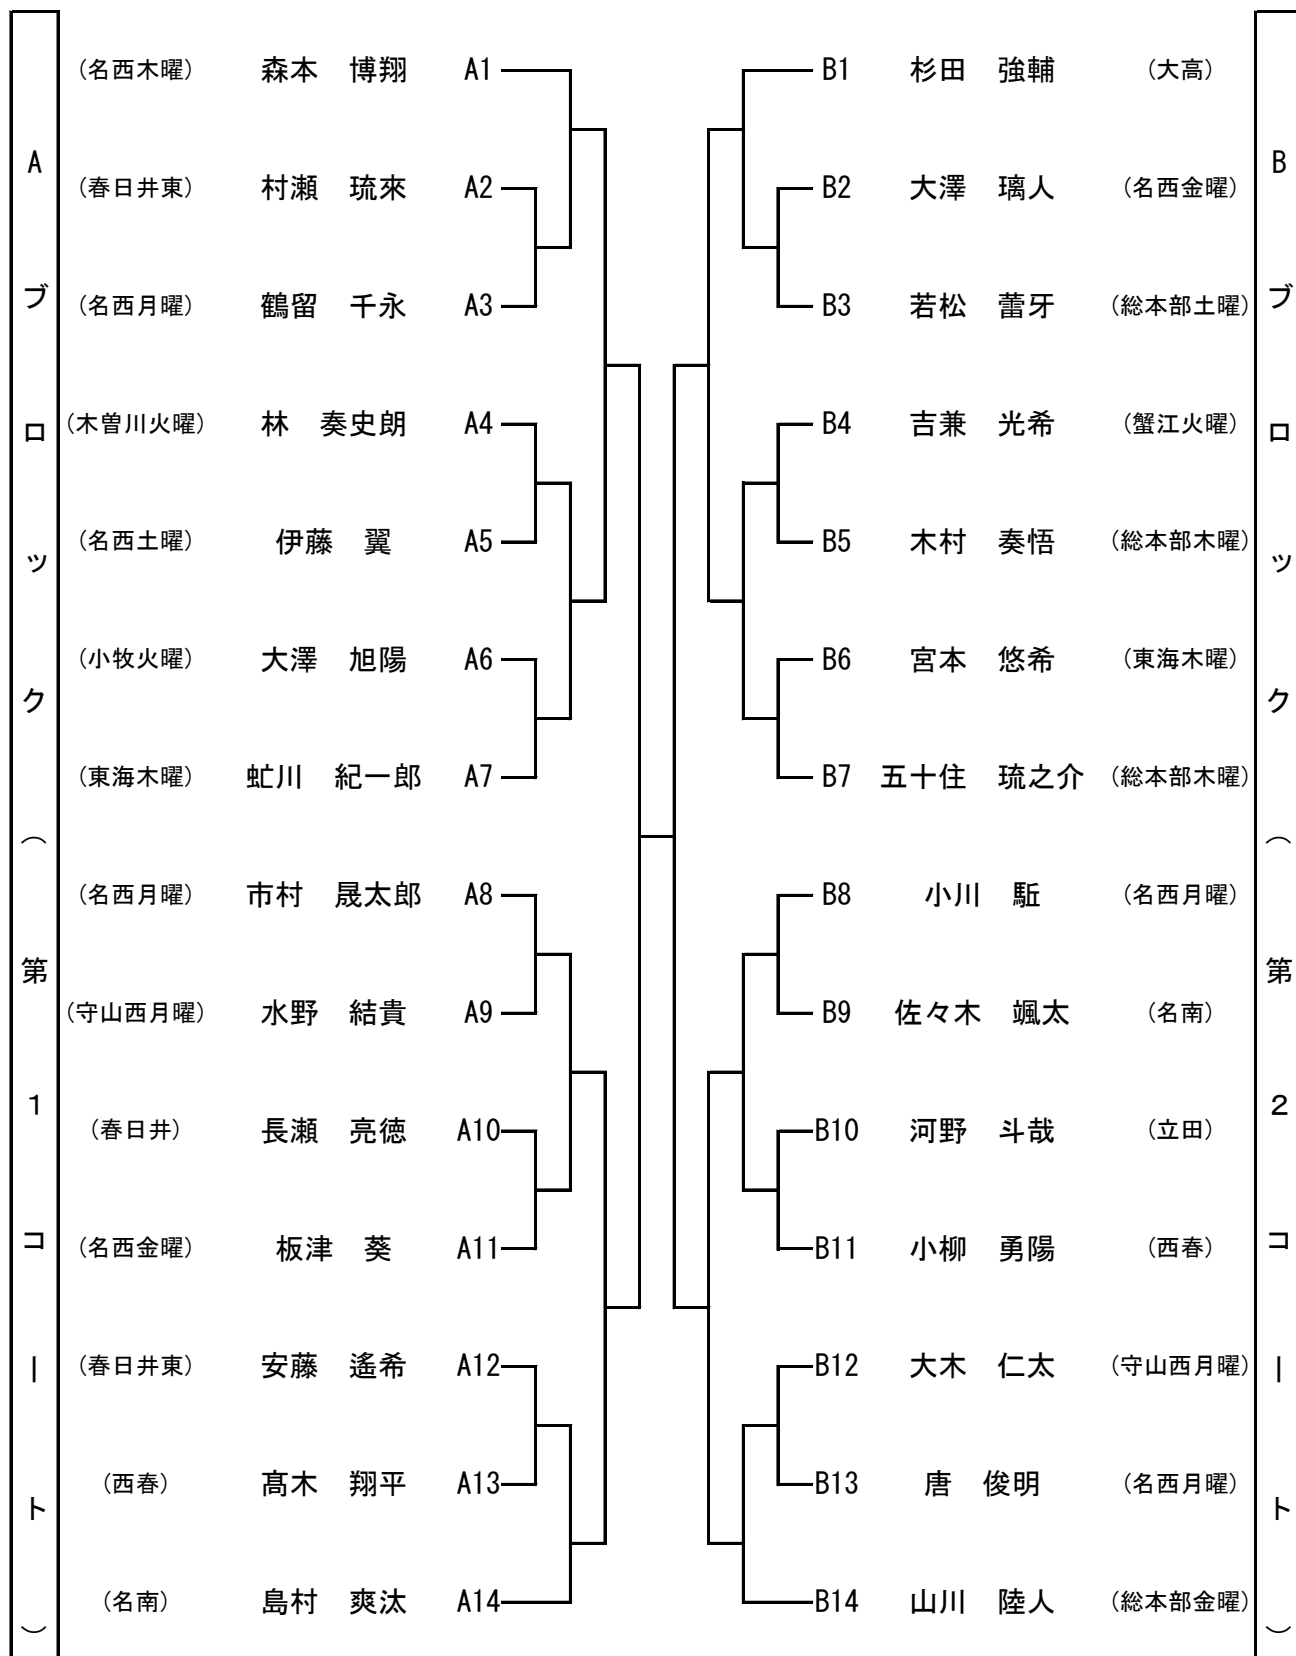 Aブロック（第1コート）
（名西木曜） 森本　博翔 A1
（春日井東） 村瀬　琉來 A2
（名西月曜） 鶴留　千永 A3
（木曽川火曜） 林　奏史朗 A4
（名西土曜） 伊藤　翼 A5
（小牧火曜） 大澤　旭陽 A6
（東海木曜） 虻川　紀一郎 A7
（名西月曜） 市村　晟太郎 A8
（守山西月曜） 水野　結貴 A9
（春日井） 長瀬　亮徳 A10
（名西金曜） 板津　葵 A11
（春日井東） 安藤　遙希 A12
（西春） 髙木　翔平 A13
（名南） 島村　爽汰 A14
B1 杉田　強輔 （大高）
B2 大澤　璃人 （名西金曜）
B3 若松　蕾牙 （総本部土曜）
B4 吉兼　光希 （蟹江火曜）
B5 木村　奏悟 （総本部木曜）
B6 宮本　悠希 （東海木曜）
B7 五十住　琉之介 （総本部木曜）
B8 小川　駈 （名西月曜）
B9 佐々木　颯太 （名南）
B10 河野　斗哉 （立田）
B11 小柳　勇陽 （西春）
B12 大木　仁太 （守山西月曜）
B13 唐　俊明 （名西月曜）
B14 山川　陸人 （総本部金曜）
Bブロック（第2コート）